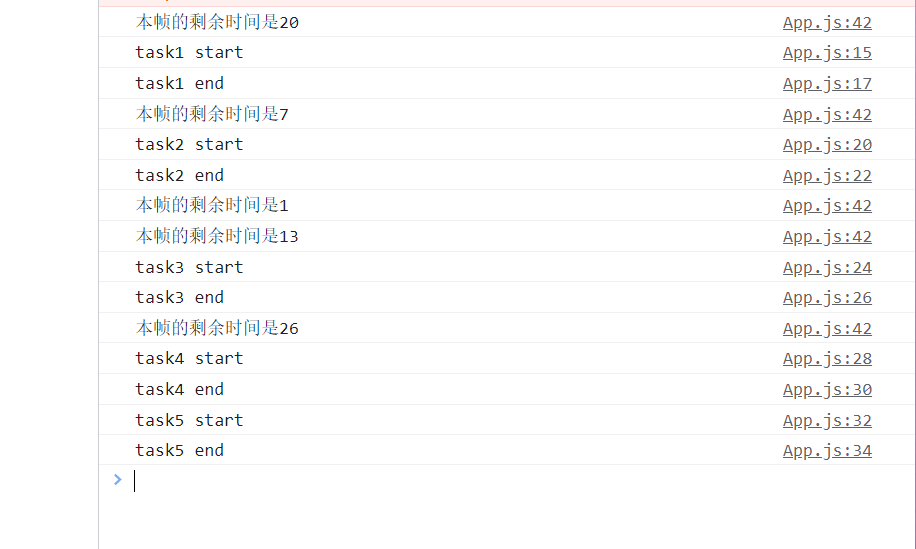 本帧的剩余时间是20 App.js:42
task1 start App.js:15
task1 end App.js:17
本帧的剩余时间是7 App.js:42
task2 start App.js:20
task2 end App.js:22
本帧的剩余时间是1 App.js:42
本帧的剩余时间是13 App.js:42
task3 start App.js:24
task3 end App.js:26
本帧的剩余时间是26 App.js:42
task4 start App.js:28
task4 end App.js:30
task5 start App.js:32
task5 end App.js:34